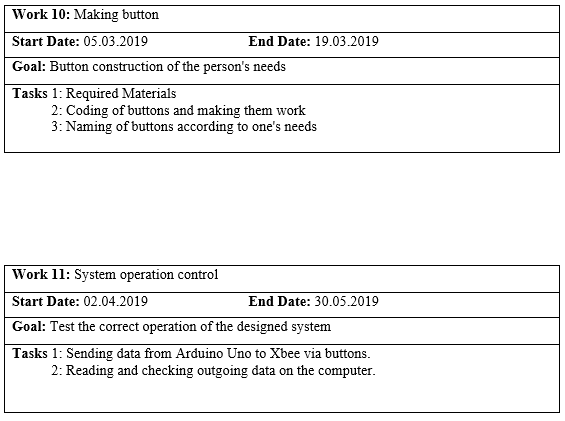 Work 10: Making button
Start Date: 05.03.2019 End Date: 19.03.2019
Goal: Button construction of the person's needs
Tasks 1: Required Materials
2: Coding of buttons and making them work
3: Naming of buttons according to one's needs
Work 11: System operation control
Start Date: 02.04.2019 End Date: 30.05.2019
Goal: Test the correct operation of the designed system
Tasks 1: Sending data from Arduino Uno to Xbee via buttons.
2: Reading and checking outgoing data on the computer.